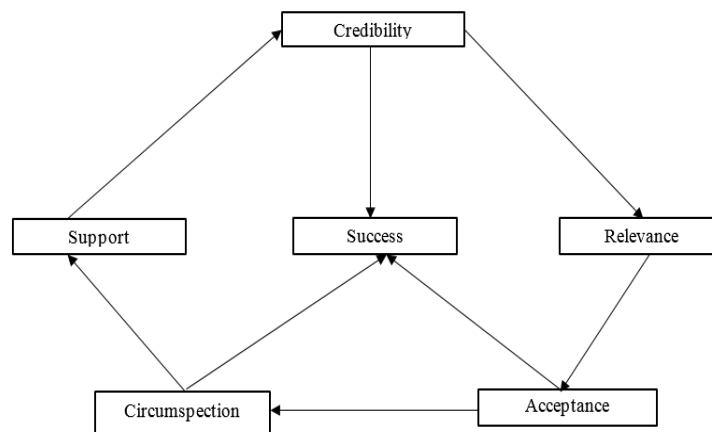 Credibility
Support
Success
Relevance
Circumspection
Acceptance